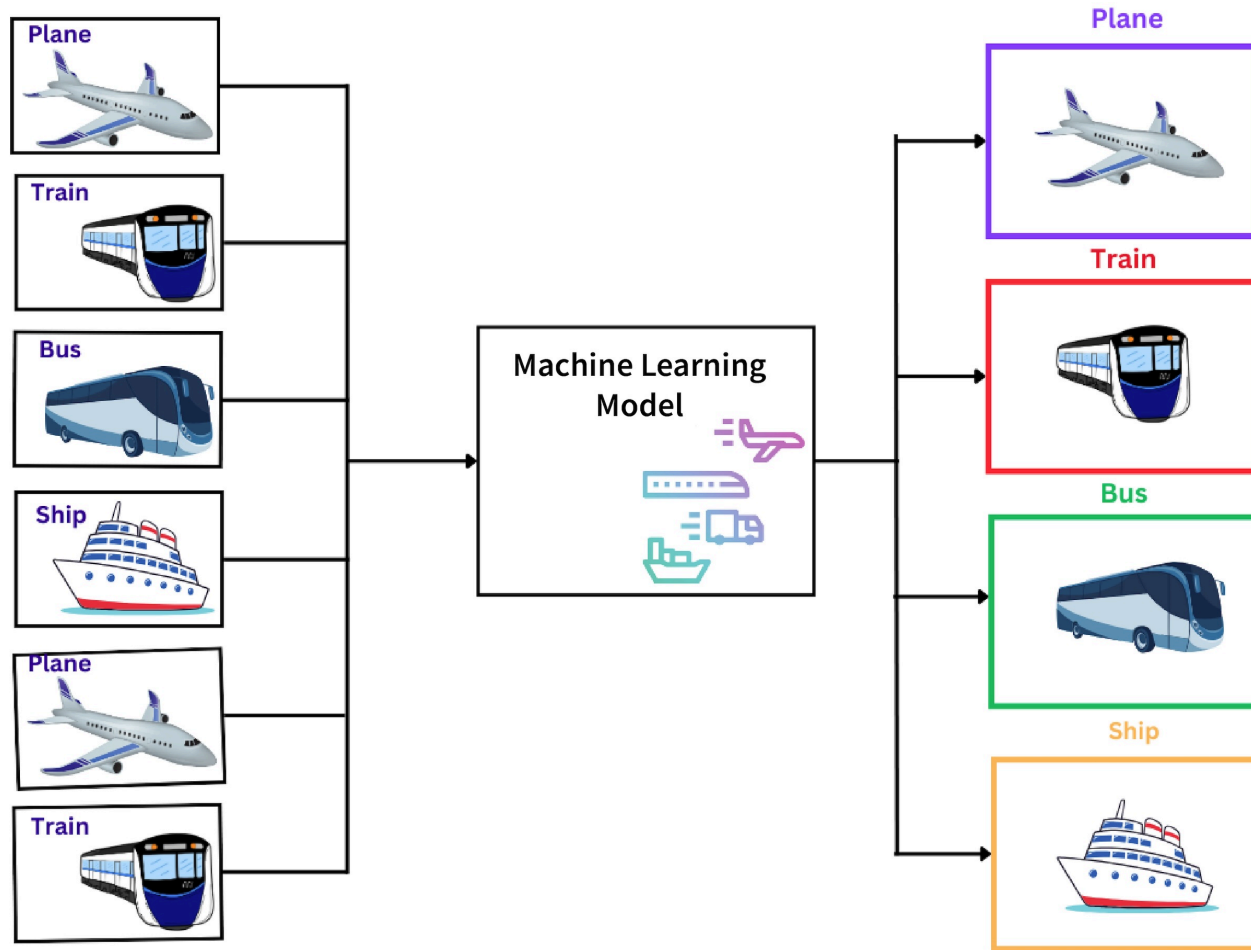 Plane
Train
Bus
Ship
Plane
Train
Machine Learning
Model
Plane
Train
Bus
Ship